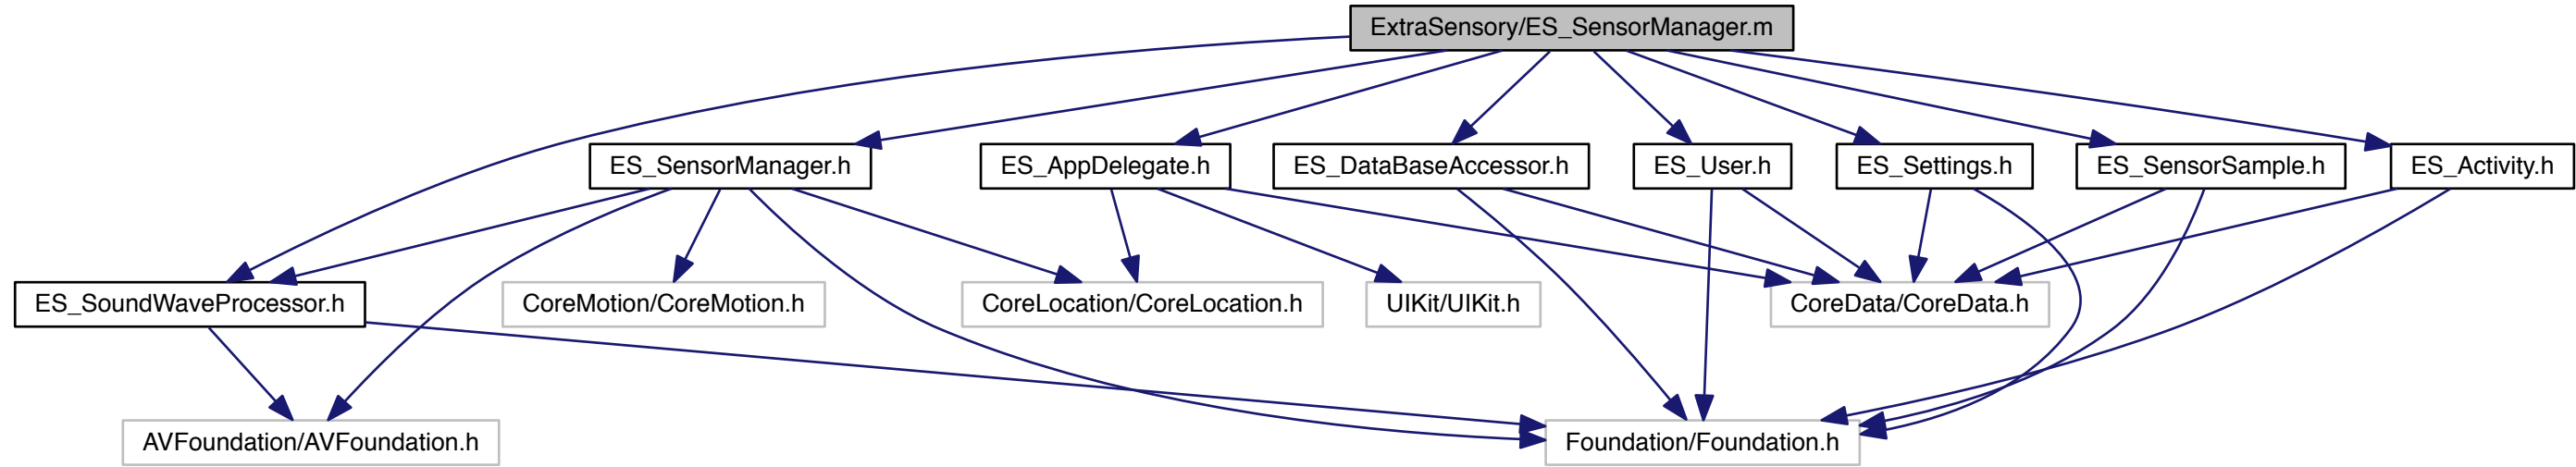 ExtraSensory/ES_SensorManager.m
ES_SensorManager.h
ES_AppDelegate.h
ES_DataBaseAccessor.h
ES_User.h
ES_Settings.h
ES_SensorSample.h
ES_Activity.h
ES_SoundWaveProcessor.h
CoreMotion/CoreMotion.h
CoreLocation/CoreLocation.h
UIKit/UIKit.h
CoreData/CoreData.h
AVFoundation/AVFoundation.h
Foundation/Foundation.h